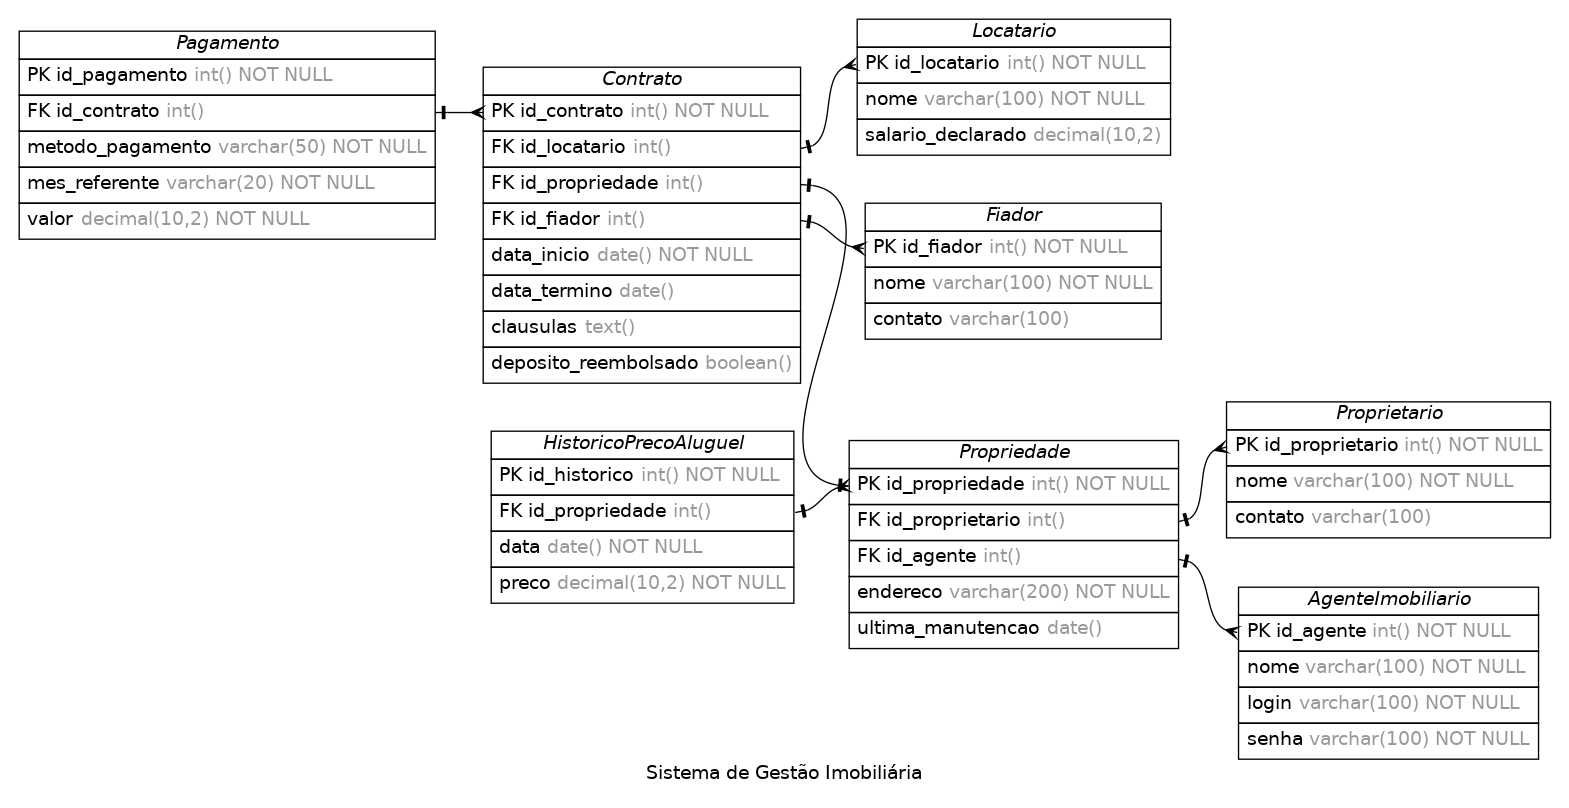 Pagamento
PK id_pagamento int() NOT NULL
FK id_contrato int()
metodo_pagamento varchar(50) NOT NULL
mes_referente varchar(20) NOT NULL
valor decimal(10,2) NOT NULL
Contrato
PK id_contrato int() NOT NULL
FK id_locatario int()
FK id_propriedade int()
FK id_fiador int()
data_inicio date() NOT NULL
data_termino date()
clausulas text()
deposito_reembolsado boolean()
Locatario
PK id_locatario int() NOT NULL
nome varchar(100) NOT NULL
salario_declarado decimal(10,2)
Fiador
PK id_fiador int() NOT NULL
nome varchar(100) NOT NULL
contato varchar(100)
HistoricoPrecoAluguel
PK id_historico int() NOT NULL
FK id_propriedade int()
data date() NOT NULL
preco decimal(10,2) NOT NULL
Propriedade
PK id_propriedade int() NOT NULL
FK id_proprietario int()
FK id_agente int()
endereco varchar(200) NOT NULL
ultima_manutencao date()
Proprietario
PK id_proprietario int() NOT NULL
nome varchar(100) NOT NULL
contato varchar(100)
AgenteImobiliario
PK id_agente int() NOT NULL
nome varchar(100) NOT NULL
login varchar(100) NOT NULL
senha varchar(100) NOT NULL
Sistema de Gestão Imobiliária